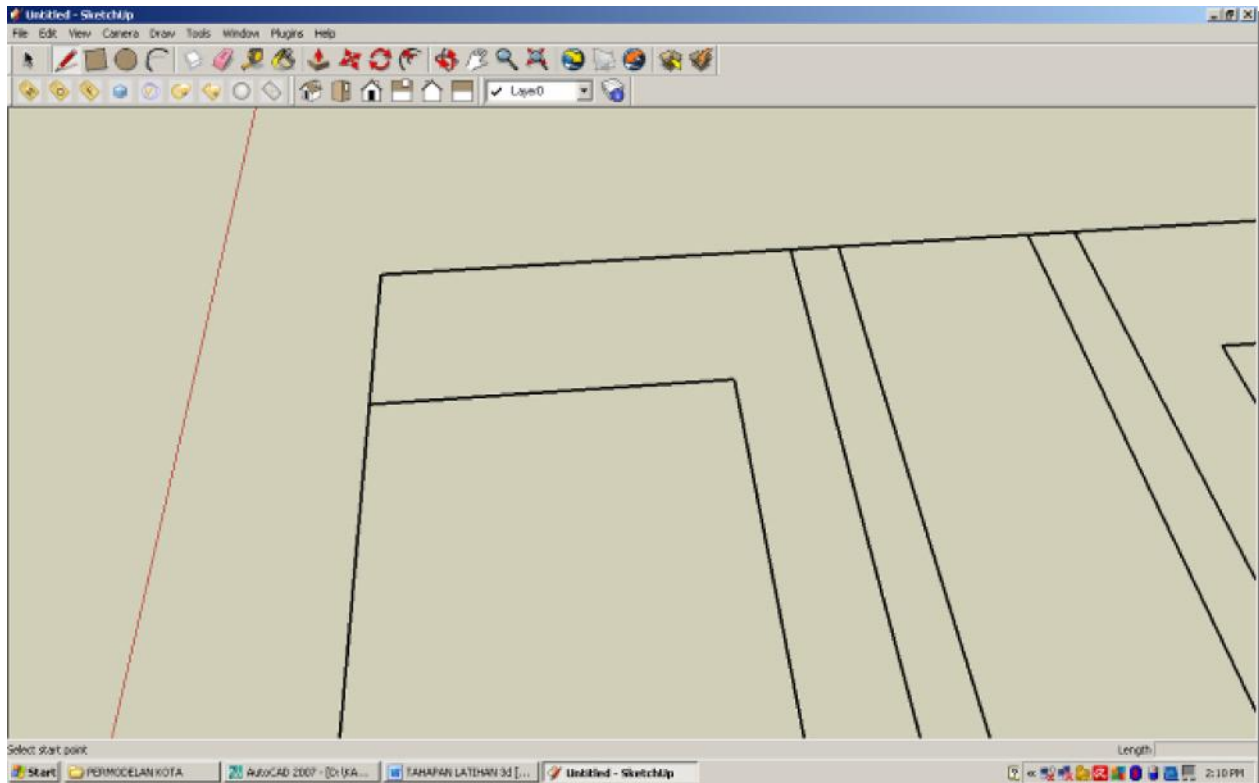 Untitled - SketchUp
File Edit View Camera Draw Tools Window Plugins Help
Layer0
Select start point
Length
Start PERMODELAN KOTA AutoCAD 2007 - [D:\KA... TAHAPAN LATIHAN 3d [... Untitled - SketchUp 2:10 PM